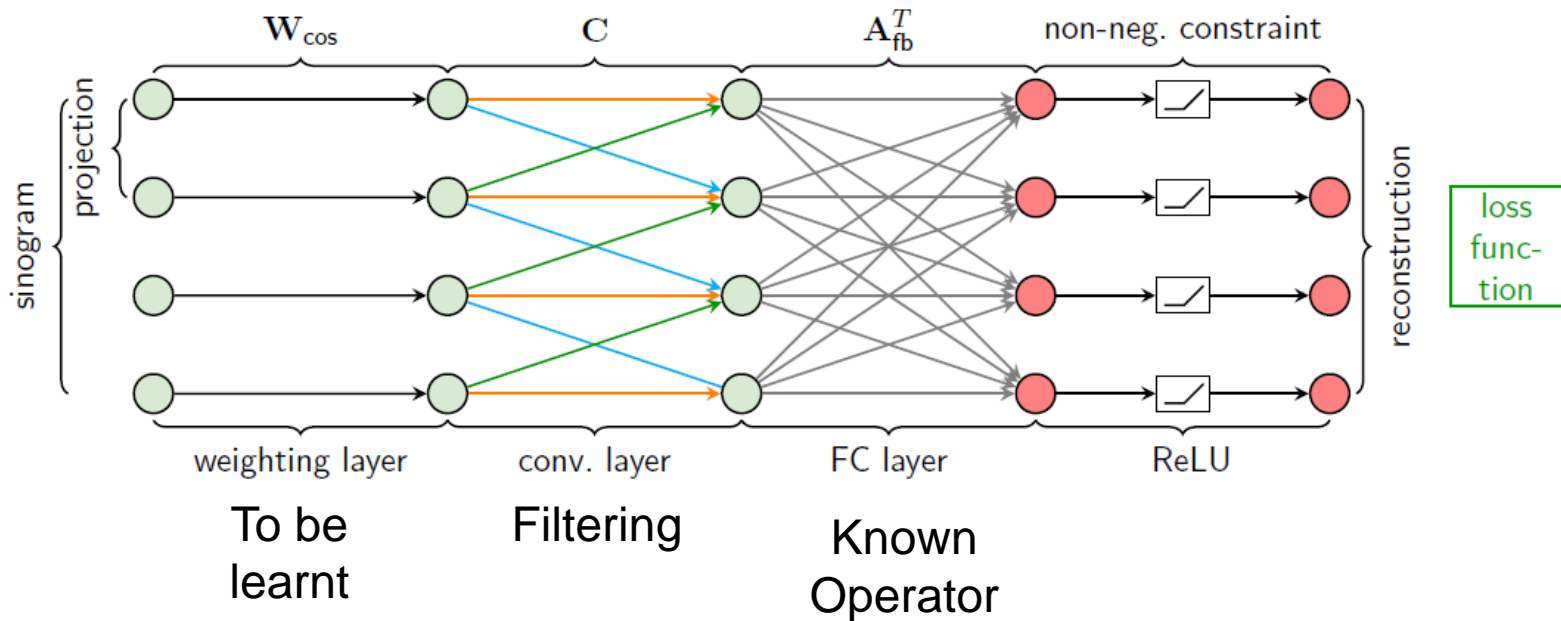 W_cos
C
A^T_fb
non-neg. constraint
sinogram
projection
reconstruction
loss
func-
tion
weighting layer
conv. layer
FC layer
ReLU
To be
learnt
Filtering
Known
Operator